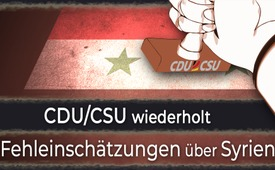 CDU CSU
CDU/CSU wiederholt
Fehleinschätzungen über Syrien